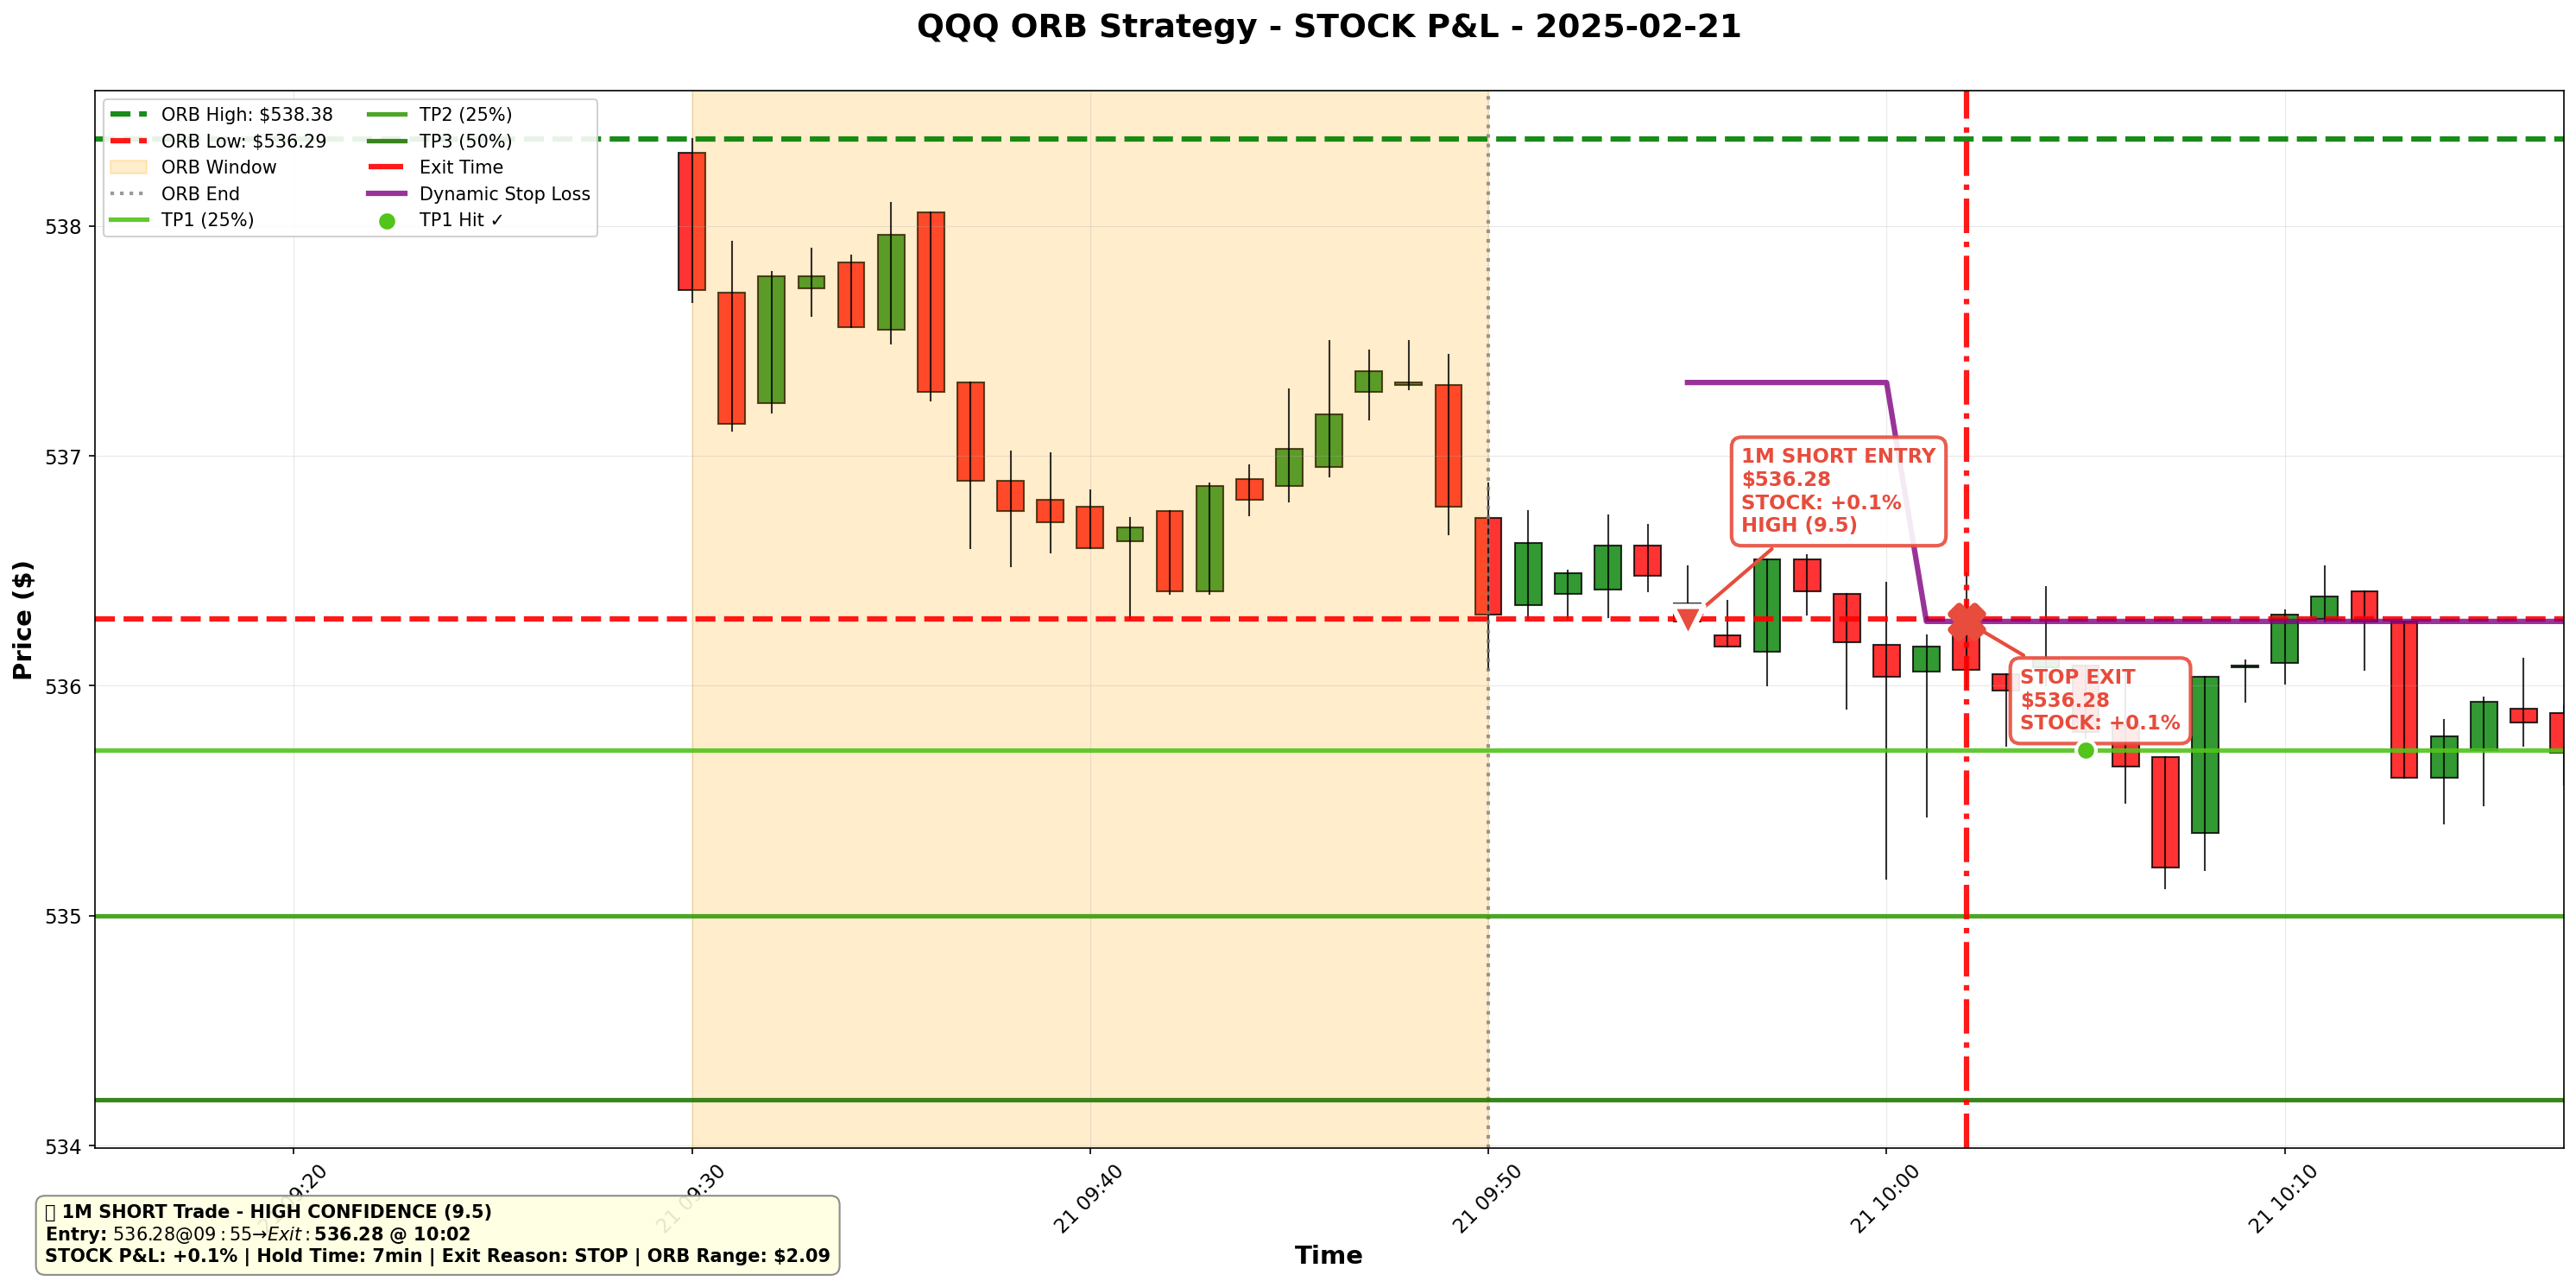 QQQ ORB Strategy - STOCK P&L - 2025-02-21
ORB High: $538.38
ORB Low: $536.29
ORB Window
ORB End
TP1 (25%)
TP2 (25%)
TP3 (50%)
Exit Time
Dynamic Stop Loss
TP1 Hit ✓
Price ($)
538
537
536
535
534
1M SHORT ENTRY
$536.28
STOCK: +0.1%
HIGH (9.5)
STOP EXIT
$536.28
STOCK: +0.1%
21 09:20
21 09:30
21 09:40
21 09:50
21 10:00
21 10:10
Time
1M SHORT Trade - HIGH CONFIDENCE (9.5)
Entry: 536.28@09:55→Exit:536.28 @ 10:02
STOCK P&L: +0.1% | Hold Time: 7min | Exit Reason: STOP | ORB Range: $2.09